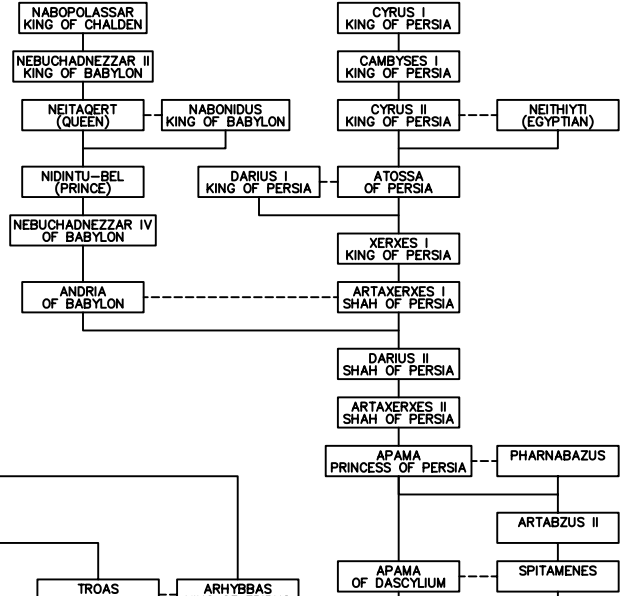 NABOPOLASSAR
KING OF CHALDEN
CYRUS I
KING OF PERSIA
NEBUCHADNEZZAR II
KING OF BABYLON
CAMBYSES I
KING OF PERSIA
NEITAQERT
(QUEEN)
NABONIDUS
KING OF BABYLON
CYRUS II
KING OF PERSIA
NEITHIYTI
(EGYPTIAN)
NIDINTU-BEL
(PRINCE)
DARIUS I
KING OF PERSIA
ATOSSA
OF PERSIA
NEBUCHADNEZZAR IV
OF BABYLON
XERXES I
KING OF PERSIA
ANDRIA
OF BABYLON
ARTAXERXES I
SHAH OF PERSIA
DARIUS II
SHAH OF PERSIA
ARTAXERXES II
SHAH OF PERSIA
APAMA
PRINCESS OF PERSIA
PHARNABAZUS
ARTABZUS II
APAMA
OF DASCYLIUM
SPITAMENES
TROAS
ARHYBBAS